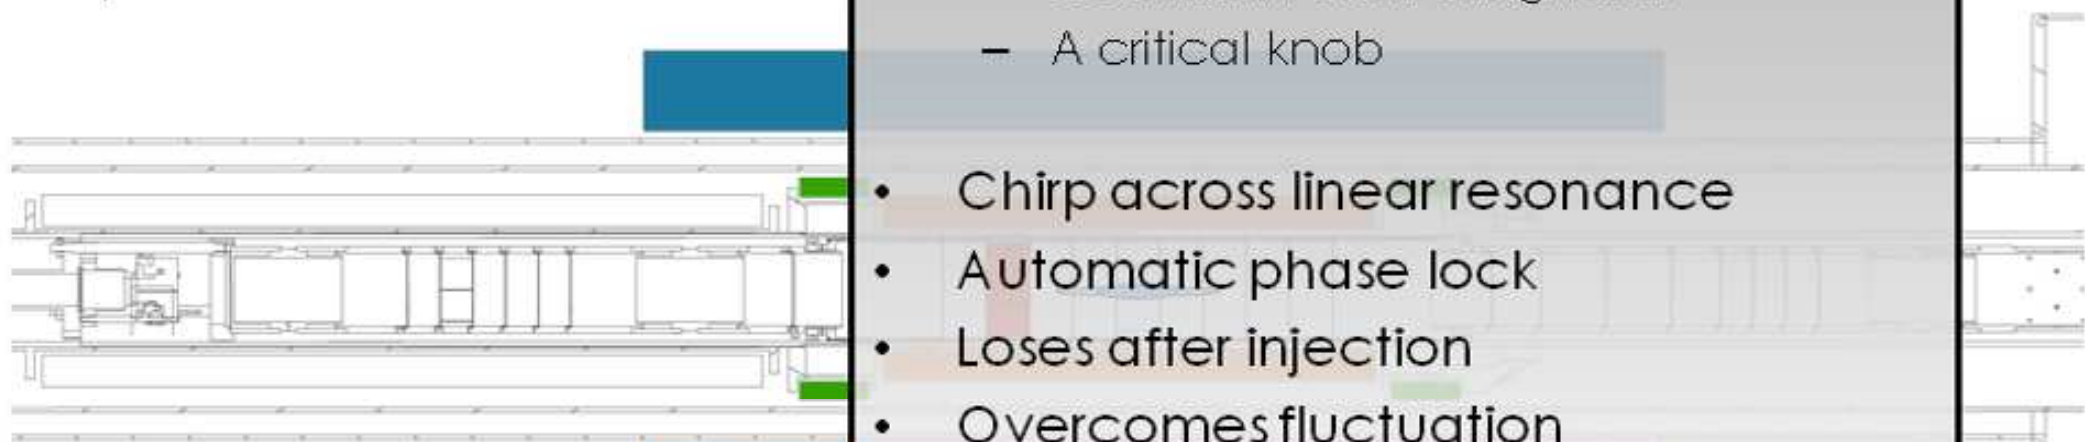 – A critical knob
• Chirp across linear resonance
• Automatic phase lock
• Loses after injection
• Overcomes fluctuation